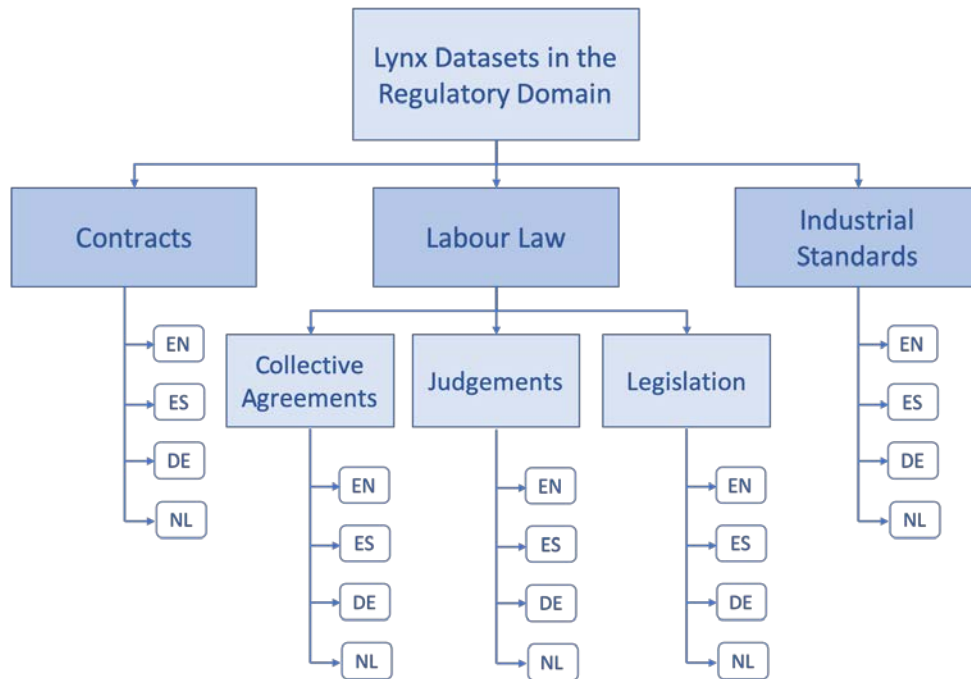 Lynx Datasets in the
Regulatory Domain
Contracts
Labour Law
Industrial
Standards
EN
ES
DE
NL
Collective
Agreements
Judgements
Legislation
EN
ES
DE
NL
EN
ES
DE
NL
EN
ES
DE
NL
EN
ES
DE
NL